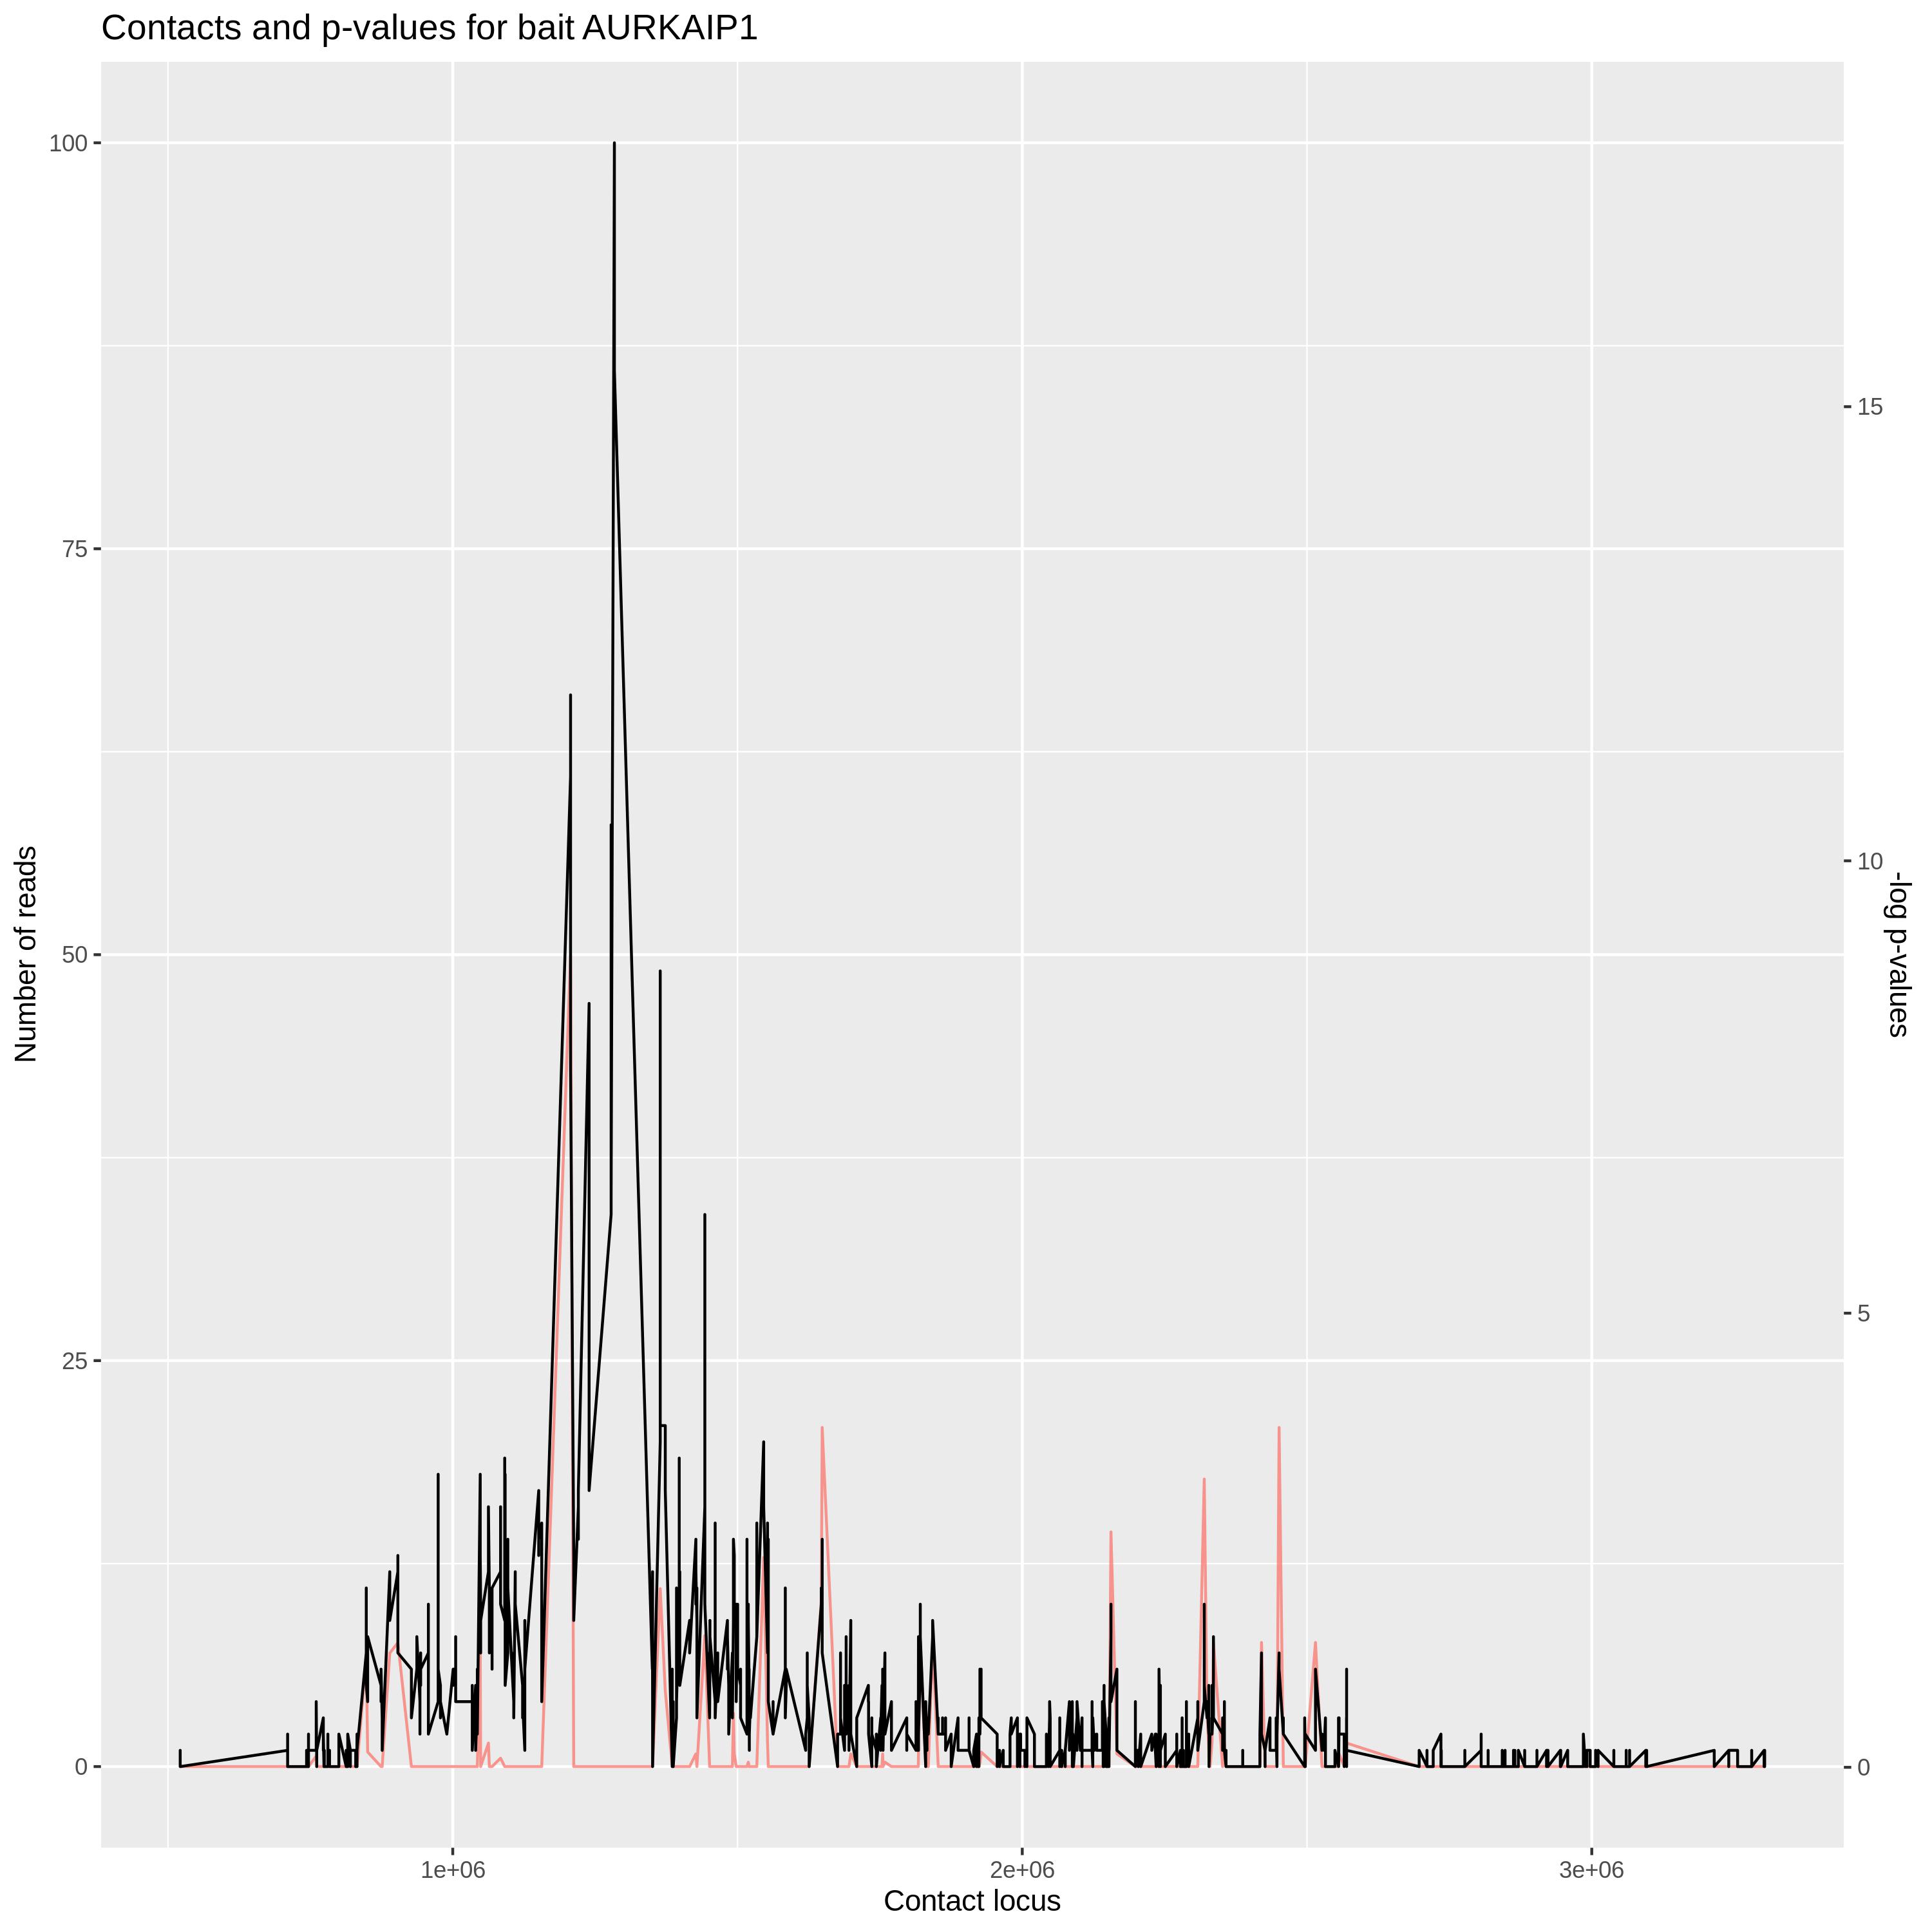 Contacts and p-values for bait AURKAIP1
100
75
50
25
0
Number of reads
15
10
5
0
-log p-values
1e+06
2e+06
3e+06
Contact locus